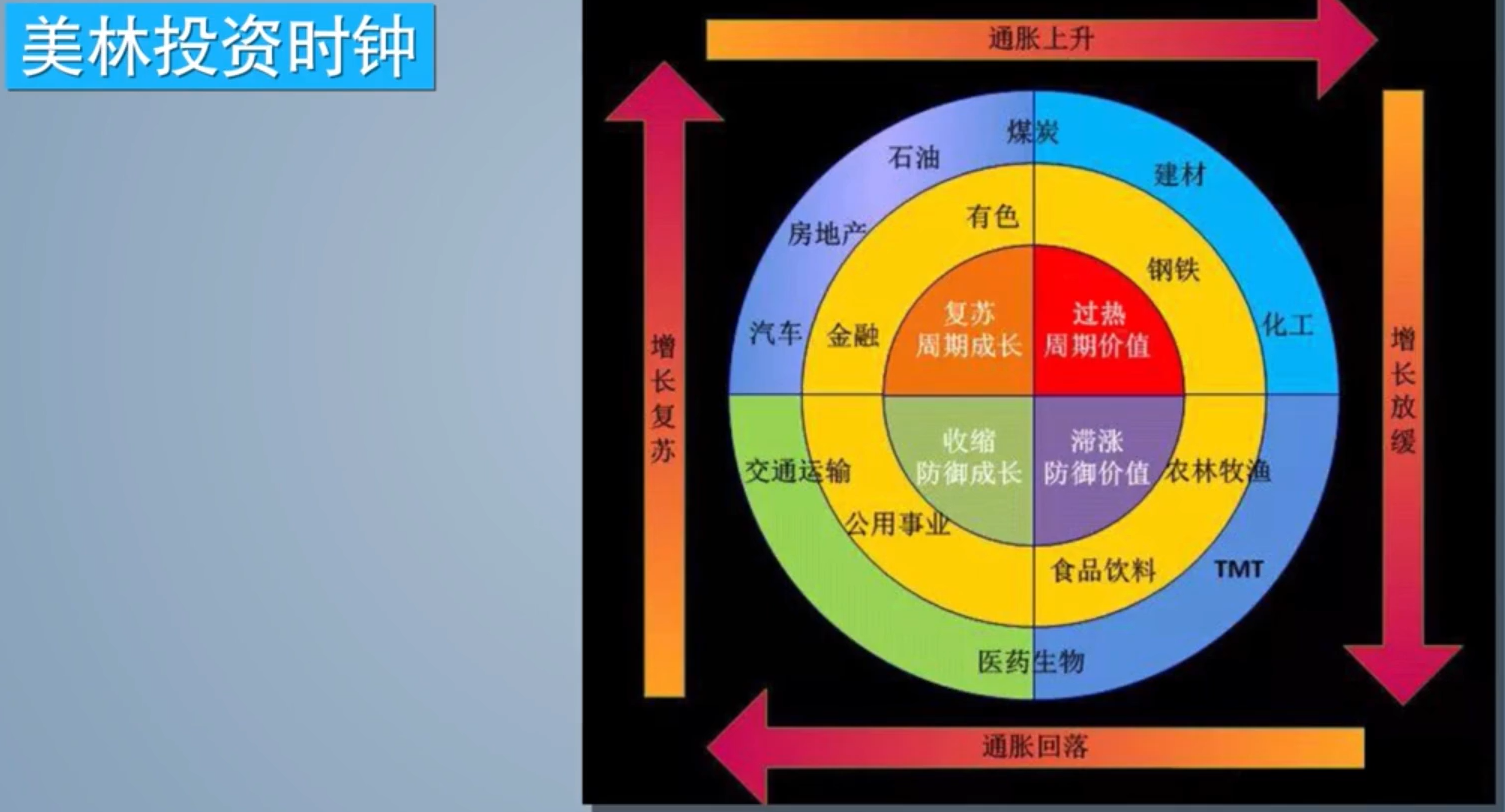 美林投资时钟
通胀上升
煤炭
石油
建材
有色
房地产
钢铁
复苏
周期成长
过热
周期价值
汽车
金融
化工
增长复苏
增长放缓
收缩
防御成长
滞涨
防御价值
交通运输
农林牧渔
公用事业
食品饮料
TMT
医药生物
通胀回落